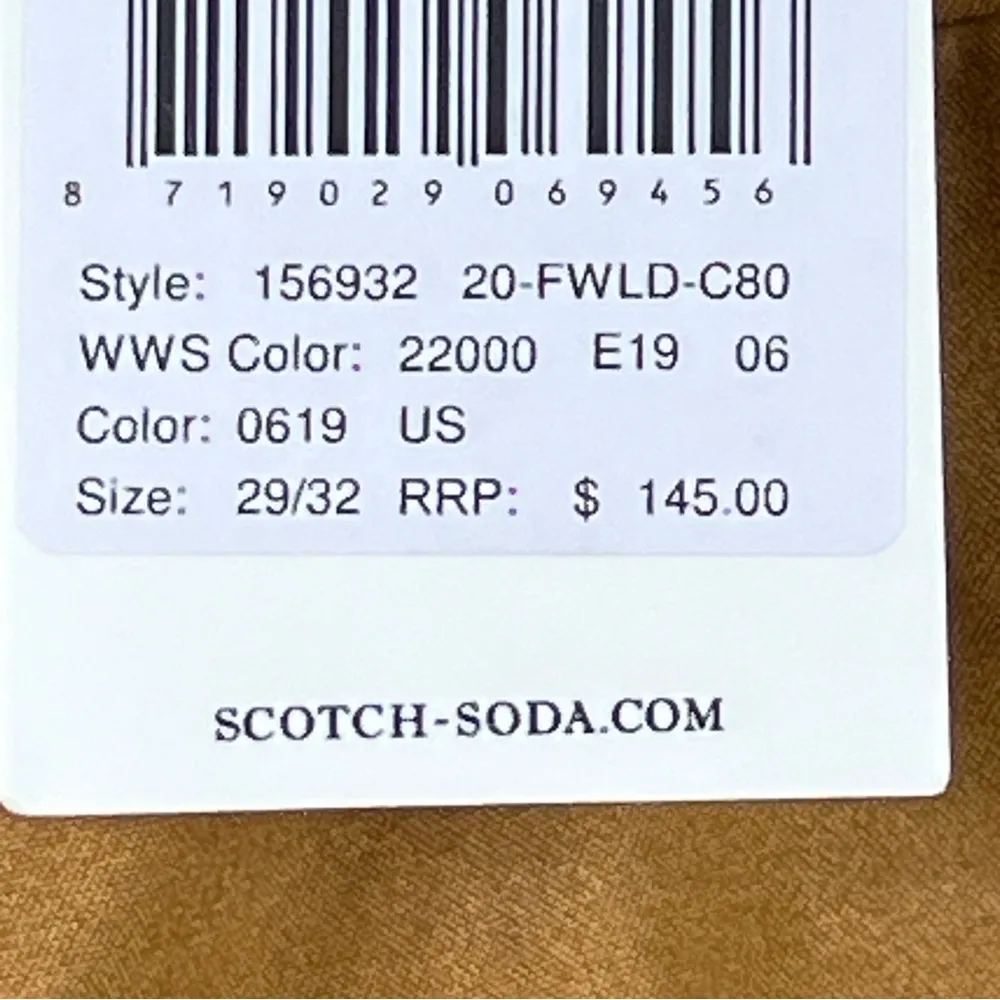 8 719029 069456
Style: 156932 20-FWLD-C80
WWS Color: 22000 E19 06
Color: 0619 US
Size: 29/32 RRP: $ 145.00
SCOTCH-SODA.COM